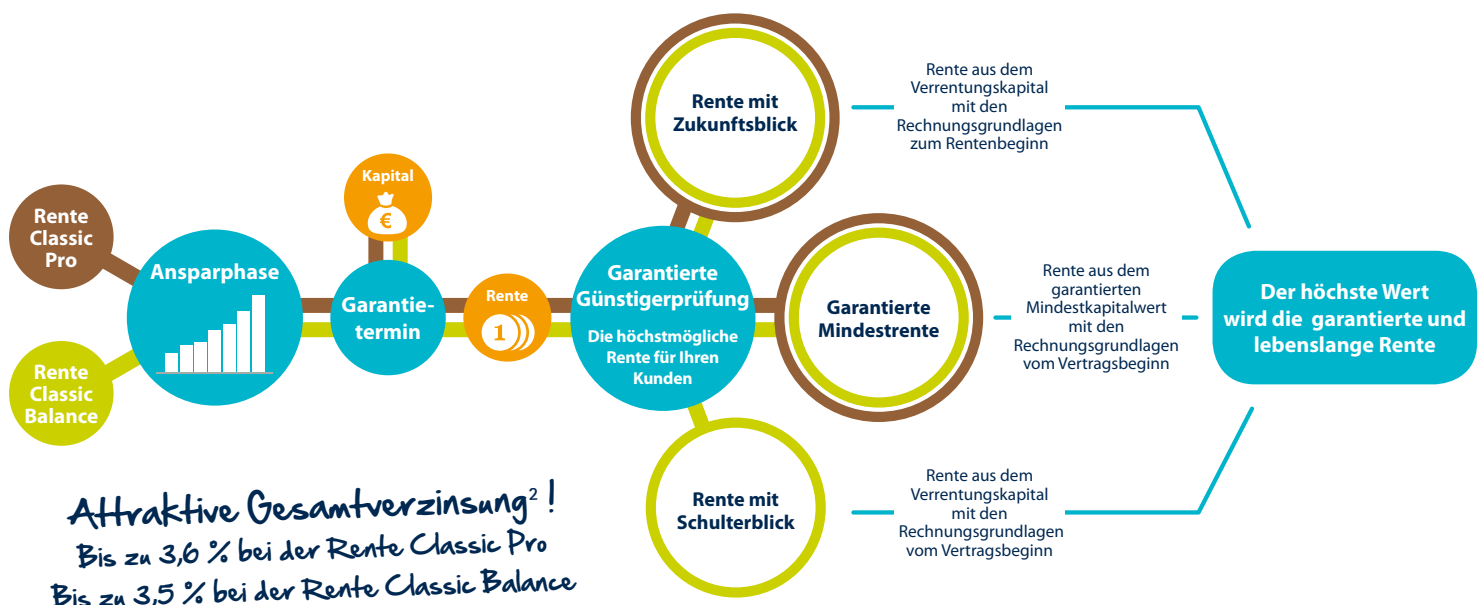 Rente
Classic
Pro
Rente
Classic
Balance
Ansparphase
Kapital
€
Garantie-
termin
Rente
1
Garantierte
Günstigerprüfung
Die höchstmögliche
Rente für Ihren
Kunden
Rente mit
Zukunftsblick
Rente aus dem
Verrentungskapital
mit den
Rechnungsgrundlagen
zum Rentenbeginn
Garantierte
Mindestrente
Rente aus dem
garantierten
Mindestkapitalwert
mit den
Rechnungsgrundlagen
vom Vertragsbeginn
Rente mit
Schulterblick
Rente aus dem
Verrentungskapital
mit den
Rechnungsgrundlagen
vom Vertragsbeginn
Der höchste Wert
wird die garantierte und
lebenslange Rente
Attraktive Gesamtverzinsung² !
Bis zu 3,6 % bei der Rente Classic Pro
Bis zu 3,5 % bei der Rente Classic Balance